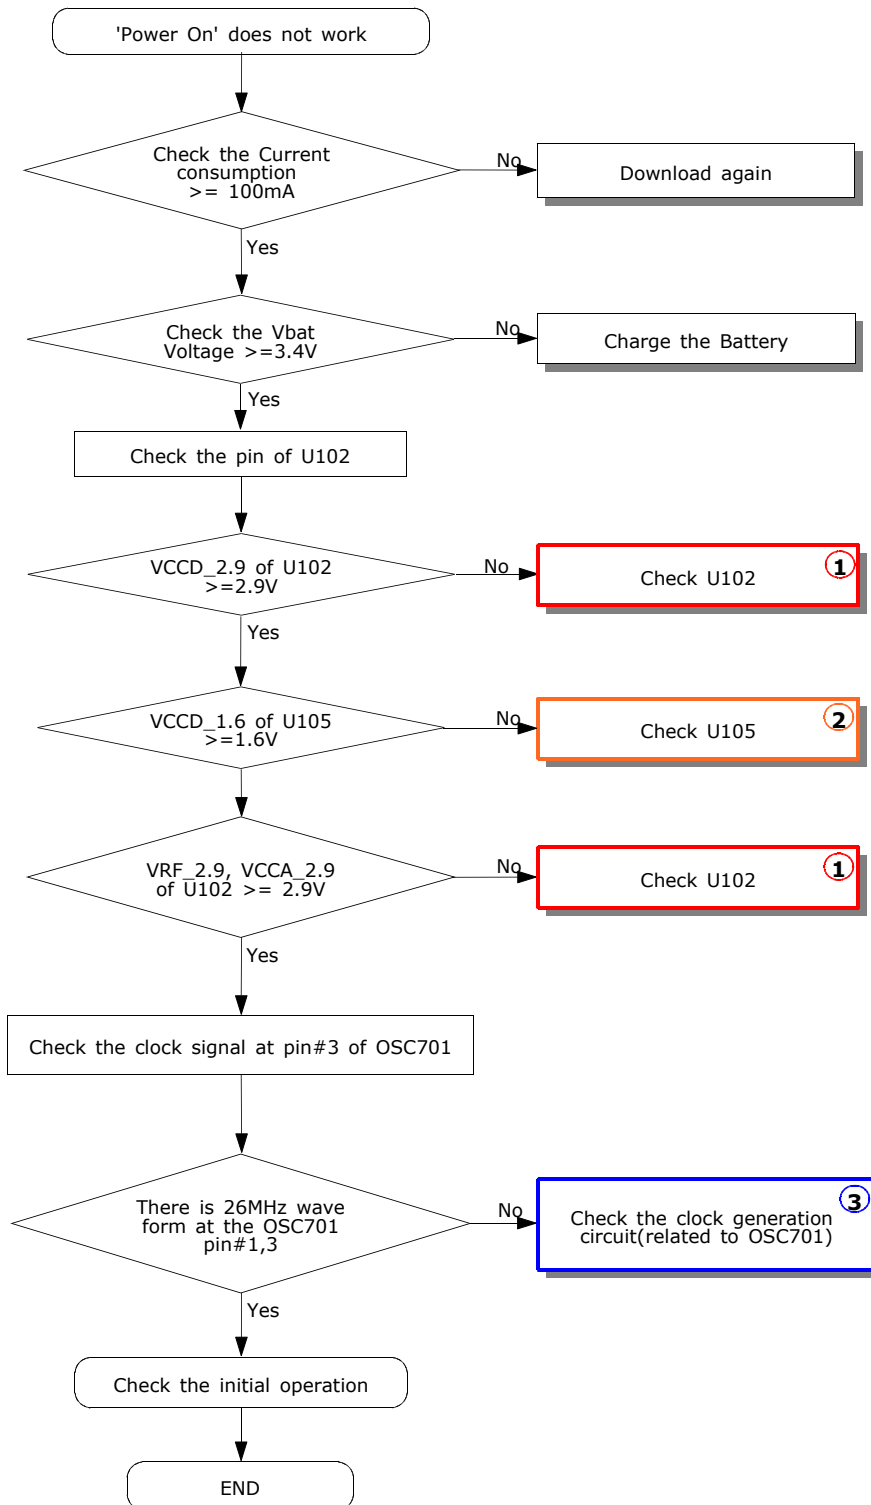 'Power On' does not work
Check the Current
consumption
>= 100mA
No
Download again
Yes
Check the Vbat
Voltage >=3.4V
No
Charge the Battery
Yes
Check the pin of U102
VCCD_2.9 of U102
>=2.9V
No
Check U102
1
Yes
VCCD_1.6 of U105
>=1.6V
No
Check U105
2
VRF_2.9, VCCA_2.9
of U102 >= 2.9V
No
Check U102
1
Yes
Check the clock signal at pin#3 of OSC701
There is 26MHz wave
form at the OSC701
pin#1,3
No
Check the clock generation
circuit(related to OSC701)
3
Yes
Check the initial operation
END